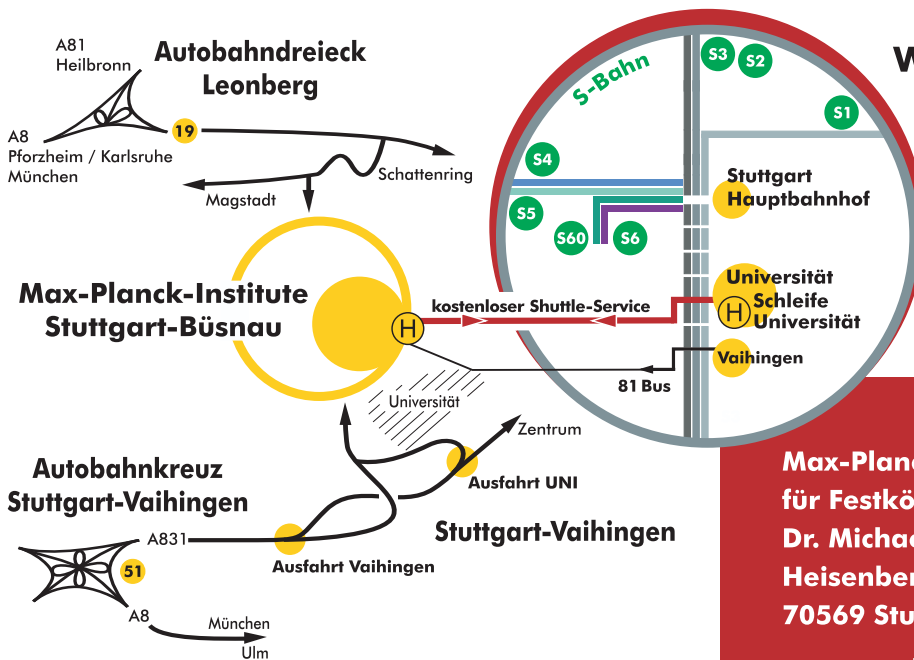 A81
Heilbronn
Autobahndreieck
Leonberg
19
A8
Pforzheim / Karlsruhe
München
Schattenring
Magstadt
S-Bahn
S3
S2
S1
S4
S5
S60
S6
Stuttgart
Hauptbahnhof
Max-Planck-Institute
Stuttgart-Büsnau
H
kostenloser Shuttle-Service
Universität
H
Schleife
Universität
Vaihingen
81 Bus
Universität
Zentrum
Ausfahrt UNI
Autobahnkreuz
Stuttgart-Vaihingen
A831
Ausfahrt Vaihingen
Stuttgart-Vaihingen
51
A8
München
Ulm
Dr.
70569